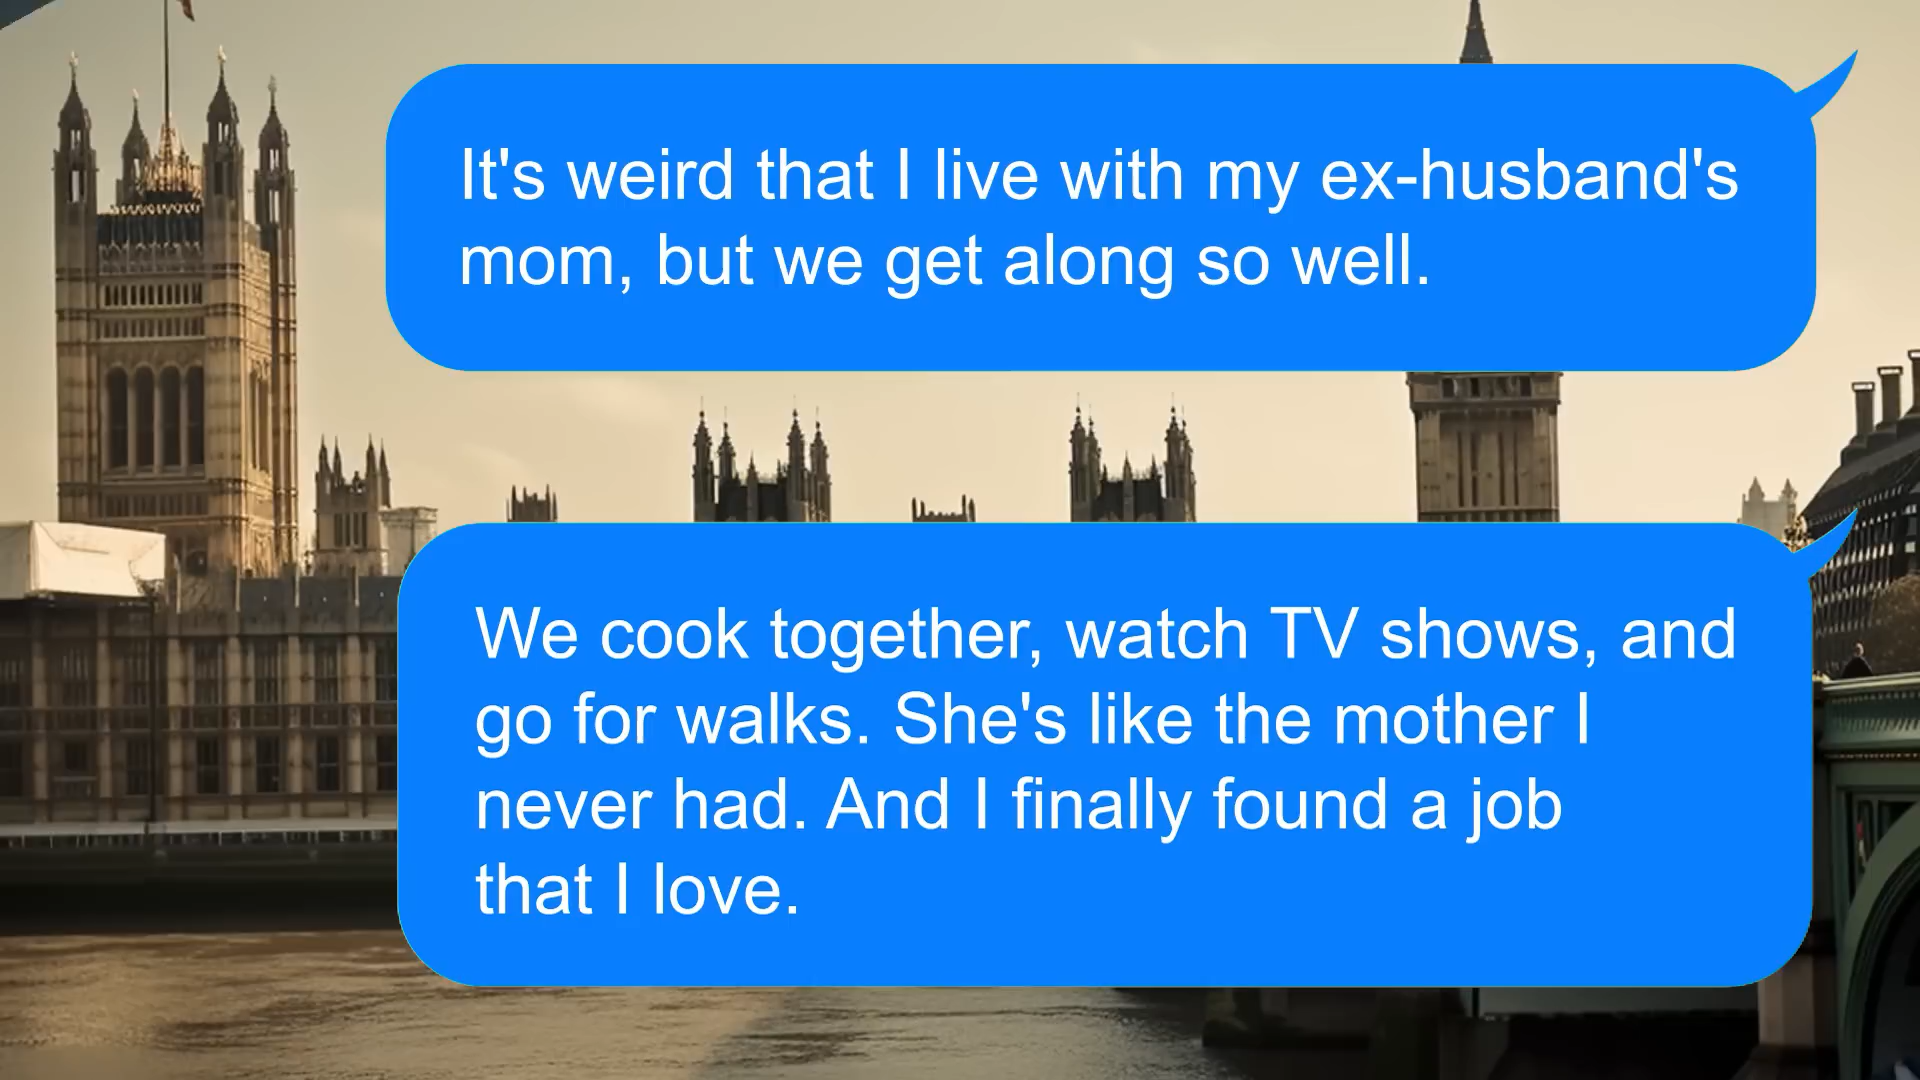 It's weird that I live with my ex-husband's
mom, but we get along so well.
We cook together, watch TV shows, and
go for walks. She's like the mother I
never had. And I finally found a job
that I love.